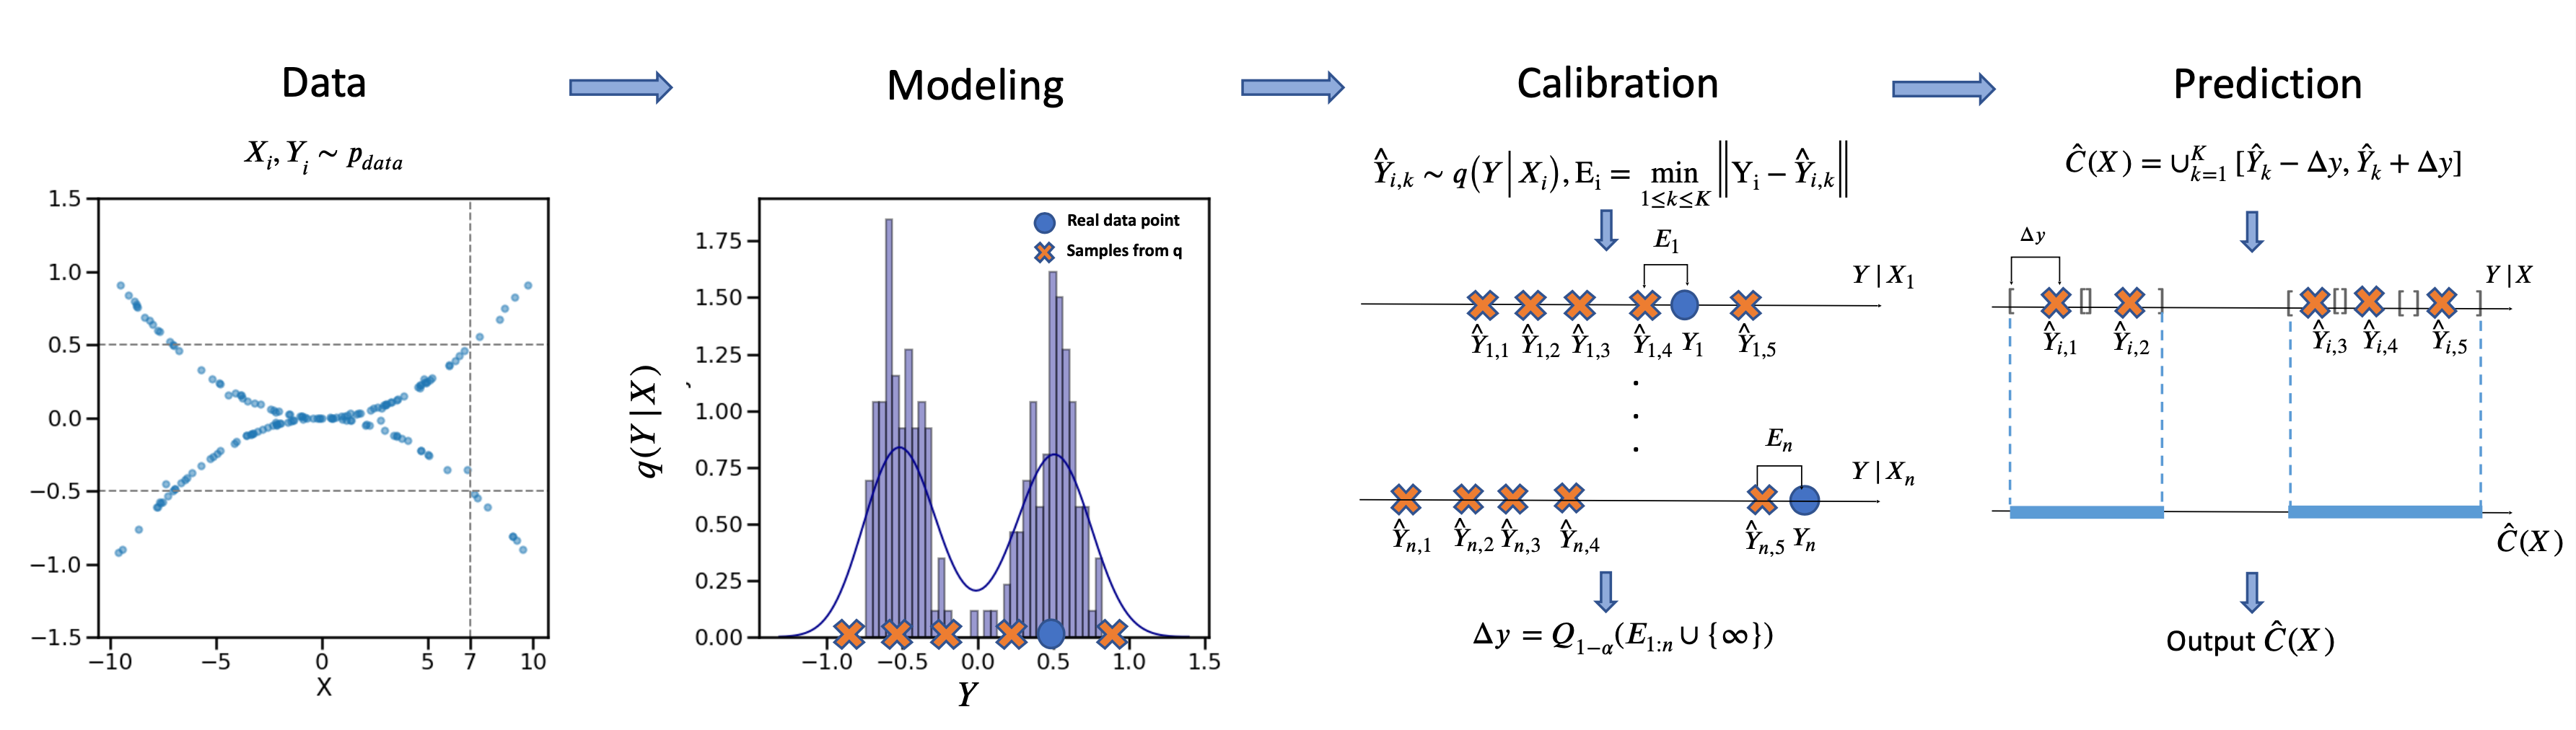 Data
Modeling
Calibration
Prediction
X_i, Y_i ∼ p_data
1.5
1.0
0.5
0.0
−0.5
−1.0
−1.5
−10
−5
0
5
7
10
X
q(Y|X)
1.75
1.50
1.25
1.00
0.75
0.50
0.25
0.00
Real data point
Samples from q
−1.0
−0.5
0.0
0.5
1.0
1.5
Y
Ŷ_{i,k} ∼ q(Y|X_i), E_i = min_{1≤k≤K} ‖Y_i − Ŷ_{i,k}‖
E_1
Y|X_1
Ŷ_{1,1} Ŷ_{1,2} Ŷ_{1,3} Ŷ_{1,4} Y_1 Ŷ_{1,5}
E_n
Y|X_n
Ŷ_{n,1} Ŷ_{n,2} Ŷ_{n,3} Ŷ_{n,4} Ŷ_{n,5} Y_n
Δy = Q_{1−α}(E_{1:n} ∪ {∞})
Ĉ(X) = ∪_{k=1}^{K} [Ŷ_k − Δy, Ŷ_k + Δy]
Δy
Y|X
[ [] ] [ [] [ ] ]
Ŷ_{i,1} Ŷ_{i,2} Ŷ_{i,3} Ŷ_{i,4} Ŷ_{i,5}
Ĉ(X)
Output Ĉ(X)